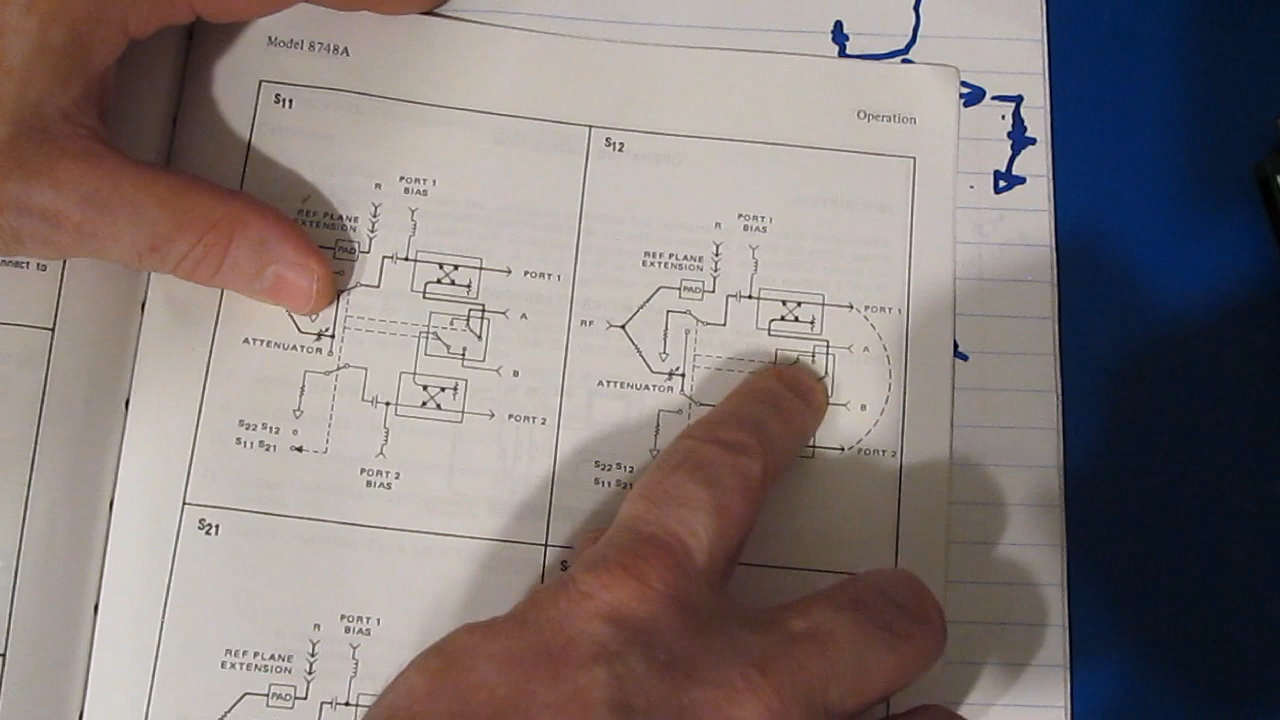 Model 8748A
Operation
nnect to
S11
R
PORT 1
BIAS
REF PLANE
EXTENSION
PAD
PORT 1
A
ATTENUATOR
B
PORT 2
S22 S12
S11 S21
PORT 2
BIAS
S12
R
PORT 1
BIAS
REF PLANE
EXTENSION
PAD
PORT 1
RF
A
ATTENUATOR
B
PORT 2
S22 S12
S11 S21
S21
R
PORT 1
BIAS
REF PLANE
EXTENSION
PAD